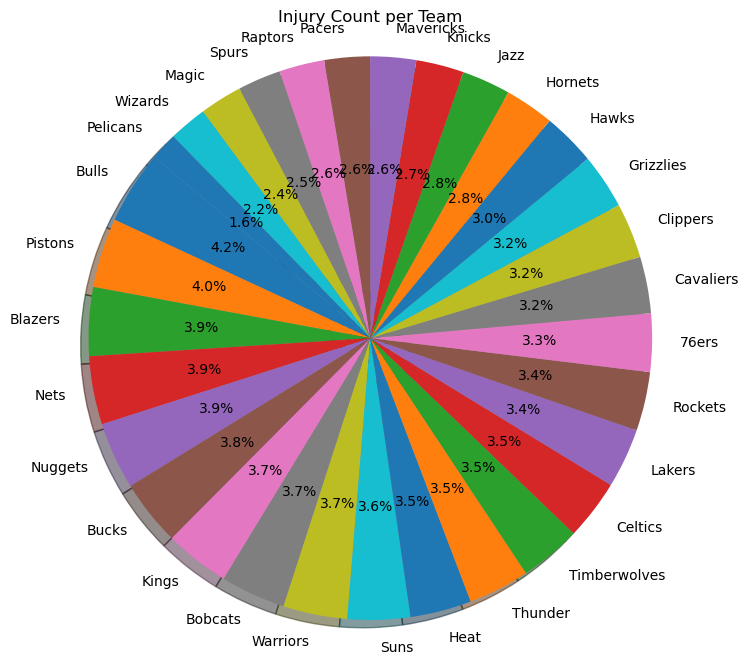 Injury Count per Team
Bulls
4.2%
Pistons
4.0%
Blazers
3.9%
Nets
3.9%
Nuggets
3.9%
Bucks
3.8%
Kings
3.7%
Bobcats
3.7%
Warriors
3.7%
Suns
3.6%
Heat
3.5%
Thunder
3.5%
Timberwolves
3.5%
Celtics
3.5%
Lakers
3.4%
Rockets
3.4%
76ers
3.3%
Cavaliers
3.2%
Clippers
3.2%
Grizzlies
3.2%
Hawks
3.0%
Hornets
2.8%
Jazz
2.8%
Knicks
2.7%
Mavericks
2.6%
Pacers
2.6%
Raptors
2.6%
Spurs
2.5%
Magic
2.4%
Wizards
2.2%
Pelicans
1.6%